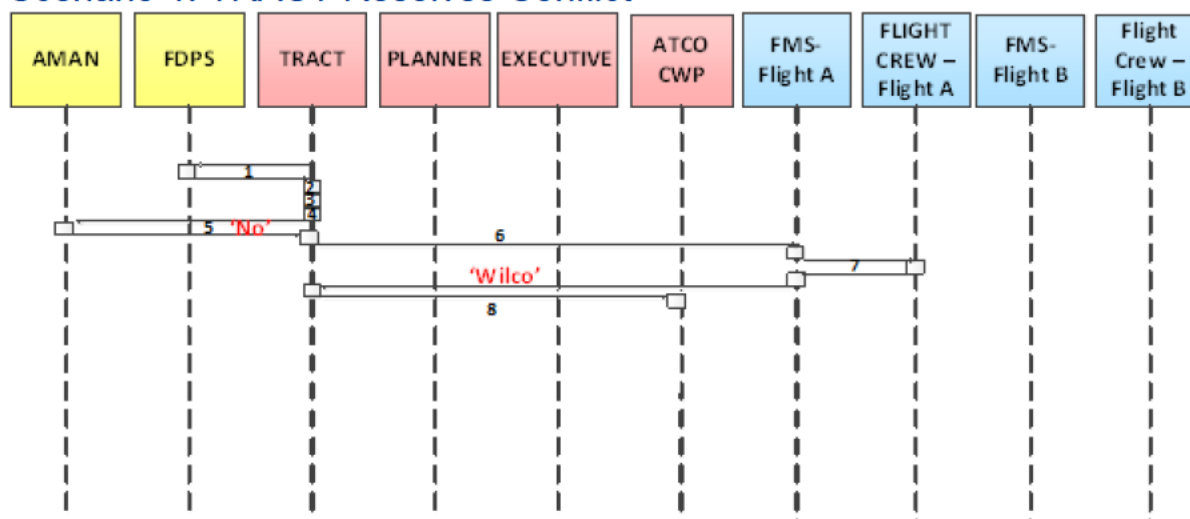 AMAN
FDPS
TRACT
PLANNER
EXECUTIVE
ATCO
CWP
FMS-
Flight A
FLIGHT
CREW –
Flight A
FMS-
Flight B
Flight
Crew –
Flight B
1
2
3
4
5 'No'
6
7
'Wilco'
8